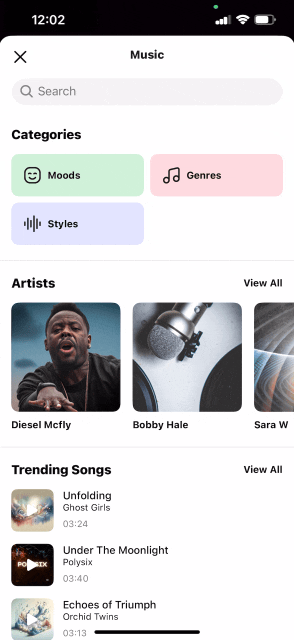 12:02
Music
Search
Categories
Moods
Genres
Styles
Artists
View All
Diesel Mcfly
Bobby Hale
Sara W
Trending Songs
View All
Unfolding
Ghost Girls
03:24
POLYSIX
Under The Moonlight
Polysix
03:40
Echoes of Triumph
Orchid Twins
03:13